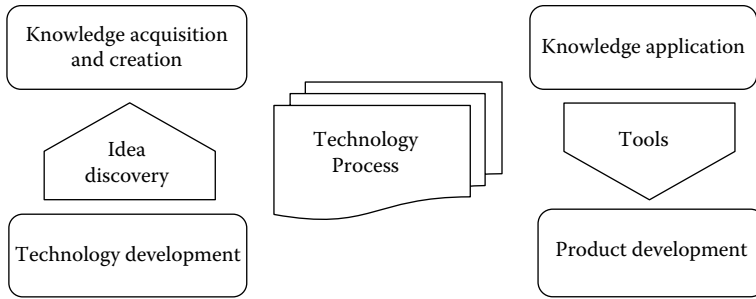 Knowledge acquisition
and creation
Idea
discovery
Technology development
Technology
Process
Knowledge application
Tools
Product development